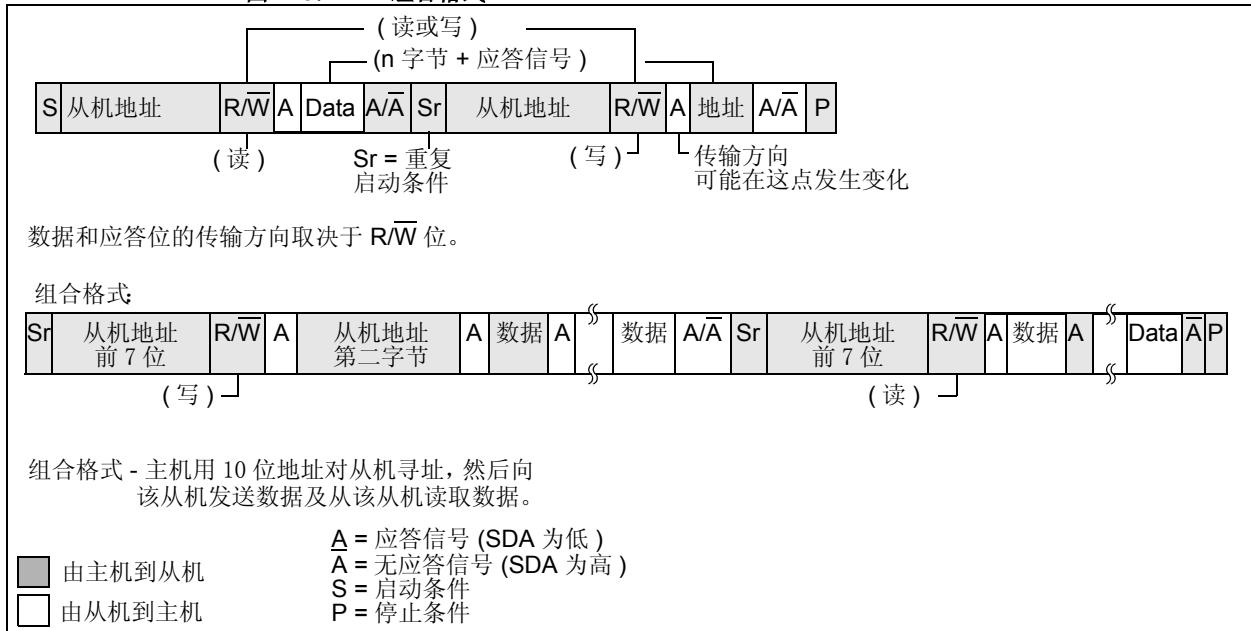 ( 读或写 )
(n 字节 + 应答信号 )
S 从机地址 R/W̅ A Data A/A̅ Sr 从机地址 R/W̅ A 地址 A/A̅ P
( 读 ) Sr = 重复 ( 写 ) 传输方向
启动条件 可能在这点发生变化
数据和应答位的传输方向取决于 R/W̅ 位。
组合格式:
Sr 从机地址 R/W̅ A 从机地址 A 数据 A 数据 A/A̅ Sr 从机地址 R/W̅ A 数据 A Data A̅ P
前 7 位 第二字节 前 7 位
( 写 ) ( 读 )
组合格式 - 主机用 10 位地址对从机寻址，然后向
该从机发送数据及从该从机读取数据。
A = 应答信号 (SDA 为低 )
A̅ = 无应答信号 (SDA 为高 )
由主机到从机
S = 启动条件
由从机到主机
P = 停止条件